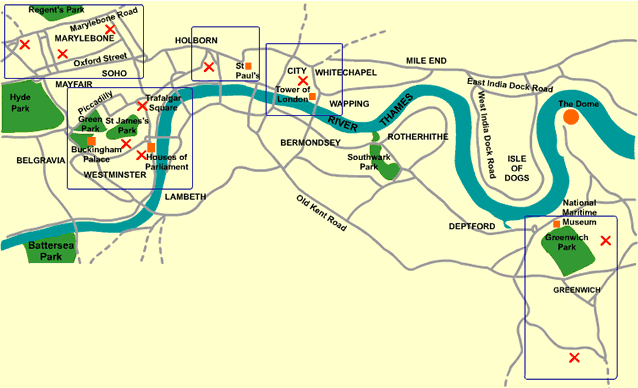 Regent's Park
Marylebone Road
MARYLEBONE
Oxford Street
SOHO
MAYFAIR
HOLBORN
St
Paul's
CITY
WHITECHAPEL
MILE END
Tower of
London
WAPPING
East India Dock Road
West India Dock Road
The Dome
Hyde
Park
Piccadilly
Trafalgar
Square
Green
Park
St James's
Park
Buckingham
Palace
Houses of
Parliament
WESTMINSTER
BELGRAVIA
LAMBETH
RIVER THAMES
BERMONDSEY
ROTHERHITHE
Southwark
Park
ISLE
OF
DOGS
Old Kent Road
DEPTFORD
National
Maritime
Museum
Greenwich
Park
GREENWICH
Battersea
Park